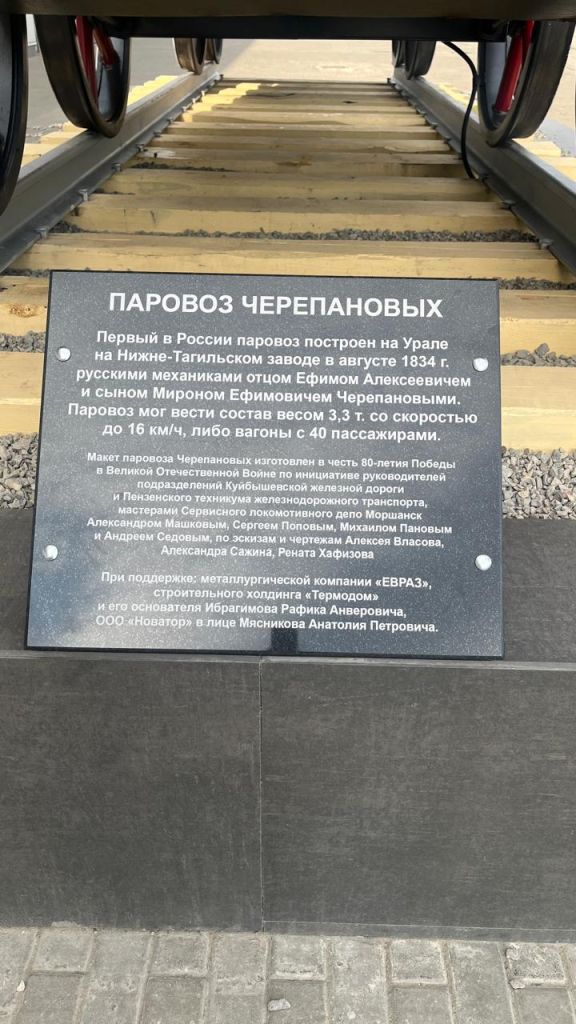 ПАРОВОЗ ЧЕРЕПАНОВЫХ
Первый в России паровоз построен на Урале
на Нижне-Тагильском заводе в августе 1834 г.
русскими механиками отцом Ефимом Алексеевичем
и сыном Мироном Ефимовичем Черепановыми.
Паровоз мог вести состав весом 3,3 т. со скоростью
до 16 км/ч, либо вагоны с 40 пассажирами.
Макет паровоза Черепановых изготовлен в честь 80-летия Победы
в Великой Отечественной Войне по инициативе руководителей
подразделений Куйбышевской железной дороги
и Пензенского техникума железнодорожного транспорта,
мастерами Сервисного локомотивного депо Моршанск
Александром Машковым, Сергеем Поповым, Михаилом Пановым
и Андреем Седовым, по эскизам и чертежам Алексея Власова,
Александра Сажина, Рената Хафизова
При поддержке: металлургической компании «ЕВРАЗ»,
строительного холдинга «Термодом»
и его основателя Ибрагимова Рафика Анверовича,
ООО «Новатор» в лице Мясникова Анатолия Петровича.